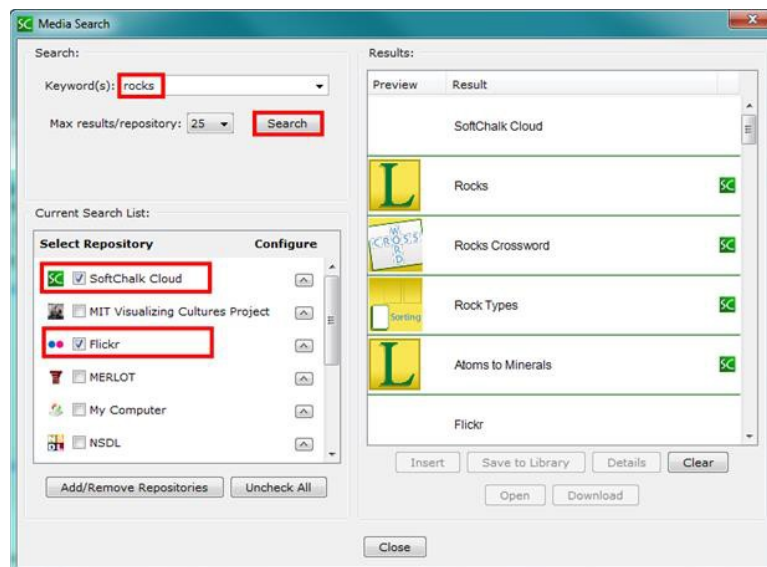 SC Media Search
Search:
Keyword(s): rocks
Max results/repository: 25 Search
Current Search List:
Select Repository Configure
SC SoftChalk Cloud
MIT Visualizing Cultures Project
Flickr
MERLOT
My Computer
NSDL
Add/Remove Repositories Uncheck All
Results:
Preview Result
SoftChalk Cloud
L Rocks SC
CROSS WORD Rocks Crossword SC
Sorting Rock Types SC
L Atoms to Minerals SC
Flickr
Insert Save to Library Details Clear
Open Download
Close